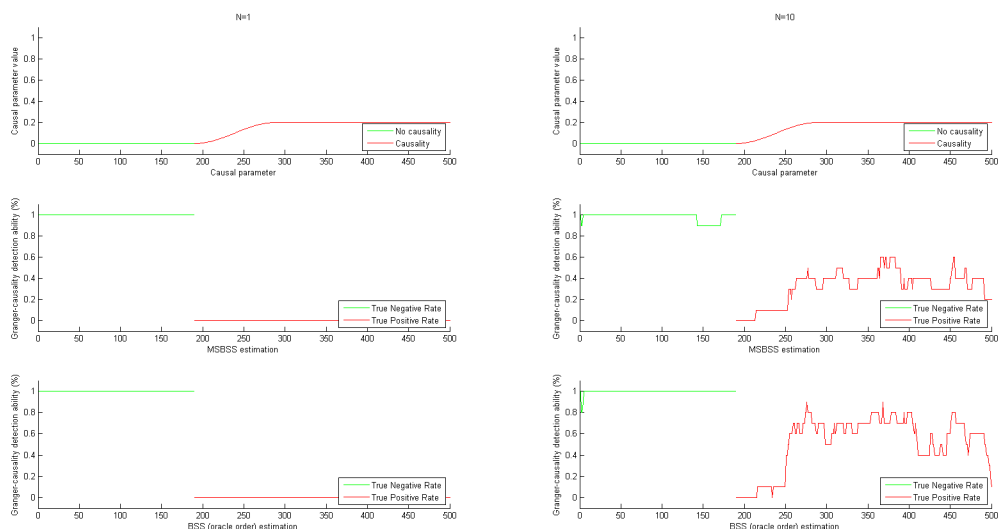 N=1
Causal parameter value
1
0.8
0.6
0.4
0.2
0
0 50 100 150 200 250 300 350 400 450 500
No causality
Causality
Causal parameter
N=10
Causal parameter value
1
0.8
0.6
0.4
0.2
0
0 50 100 150 200 250 300 350 400 450 500
No causality
Causality
Causal parameter
Granger-causality detection ability (%)
1
0.8
0.6
0.4
0.2
0
0 50 100 150 200 250 300 350 400 450 500
True Negative Rate
True Positive Rate
MSBSS estimation
Granger-causality detection ability (%)
1
0.8
0.6
0.4
0.2
0
0 50 100 150 200 250 300 350 400 450 500
True Negative Rate
True Positive Rate
MSBSS estimation
Granger-causality detection ability (%)
1
0.8
0.6
0.4
0.2
0
0 50 100 150 200 250 300 350 400 450 500
True Negative Rate
True Positive Rate
BSS (oracle order) estimation
Granger-causality detection ability (%)
1
0.8
0.6
0.4
0.2
0
0 50 100 150 200 250 300 350 400 450 500
True Negative Rate
True Positive Rate
BSS (oracle order) estimation